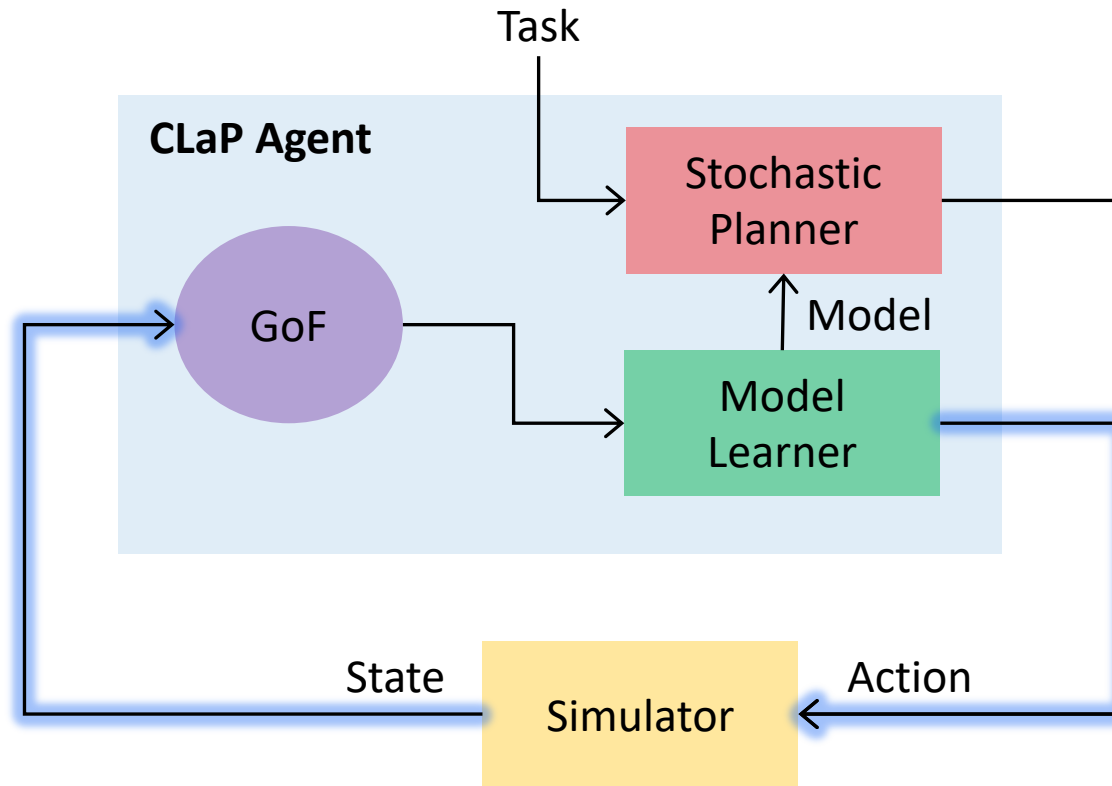 Task
CLaP Agent
Stochastic
Planner
GoF
Model
Model
Learner
State
Simulator
Action